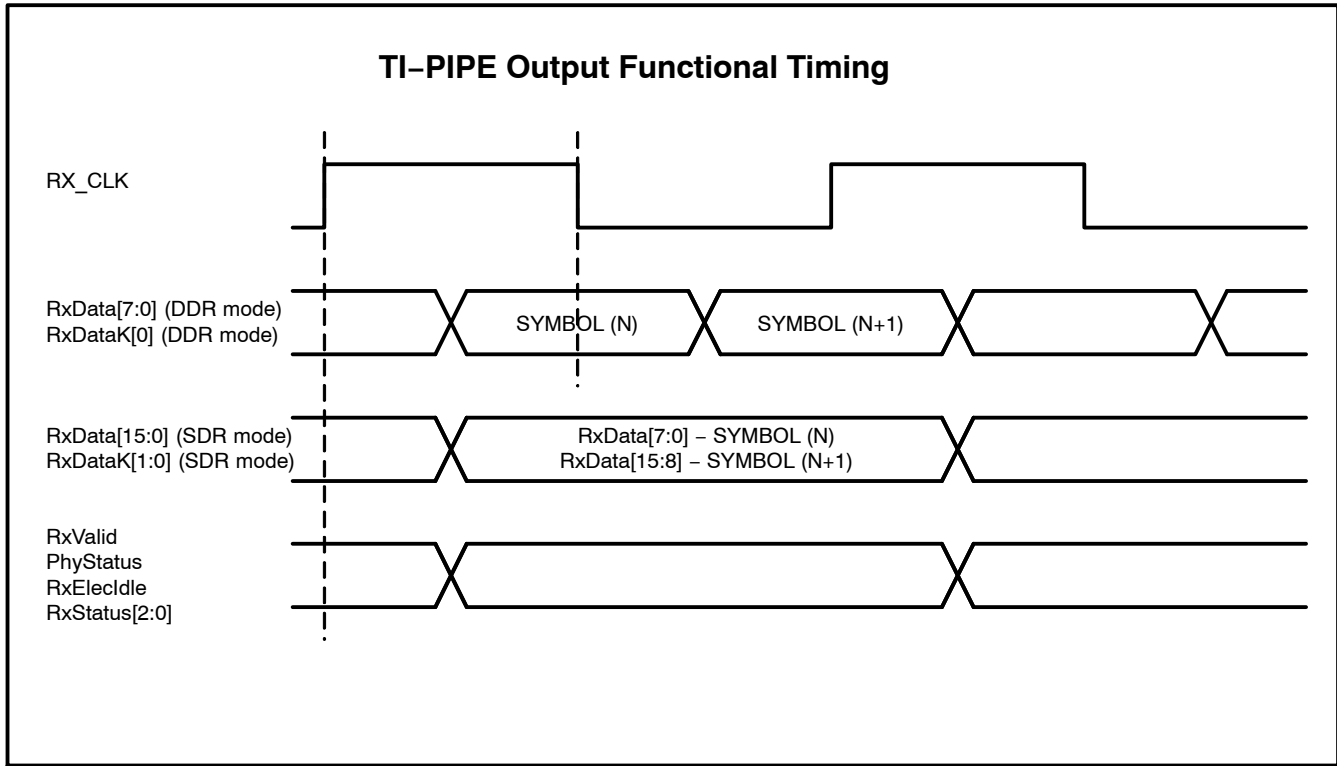 TI−PIPE Output Functional Timing
RX_CLK
RxData[7:0] (DDR mode)
RxDataK[0] (DDR mode)
SYMBOL (N)
SYMBOL (N+1)
RxData[15:0] (SDR mode)
RxDataK[1:0] (SDR mode)
RxData[7:0] − SYMBOL (N)
RxData[15:8] − SYMBOL (N+1)
RxValid
PhyStatus
RxElecIdle
RxStatus[2:0]